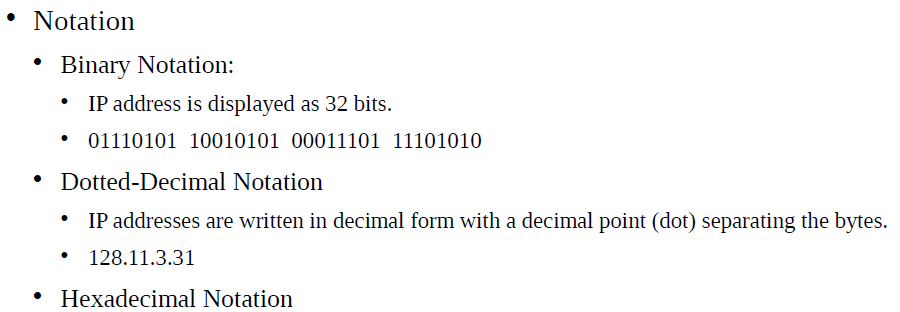 • Notation
• Binary Notation:
• IP address is displayed as 32 bits.
• 01110101  10010101  00011101  11101010
• Dotted-Decimal Notation
• IP addresses are written in decimal form with a decimal point (dot) separating the bytes.
• 128.11.3.31
• Hexadecimal Notation